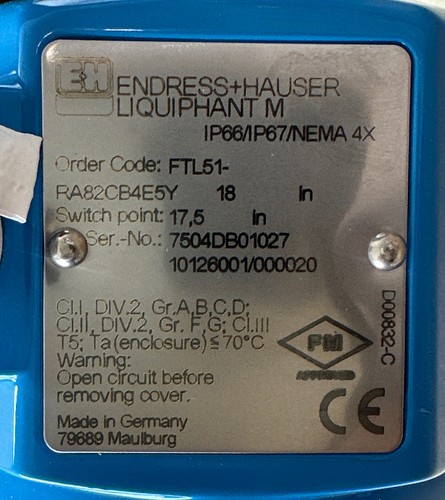 E+H
ENDRESS+HAUSER
LIQUIPHANT M
IP66/IP67/NEMA 4X
Order Code: FTL51-
RA82CB4E5Y 18 in
Switch point: 17,5 in
Ser.-No.: 7504DB01027
10126001/000020
Cl.I, DIV.2, Gr.A,B,C,D;
Cl.II, DIV.2, Gr. F,G; Cl.III
T5; Ta(enclosure)≦70°C
Warning:
Open circuit before
removing cover.
Made in Germany
79689 Maulburg
FM
APPROVED
CE
D00832-C